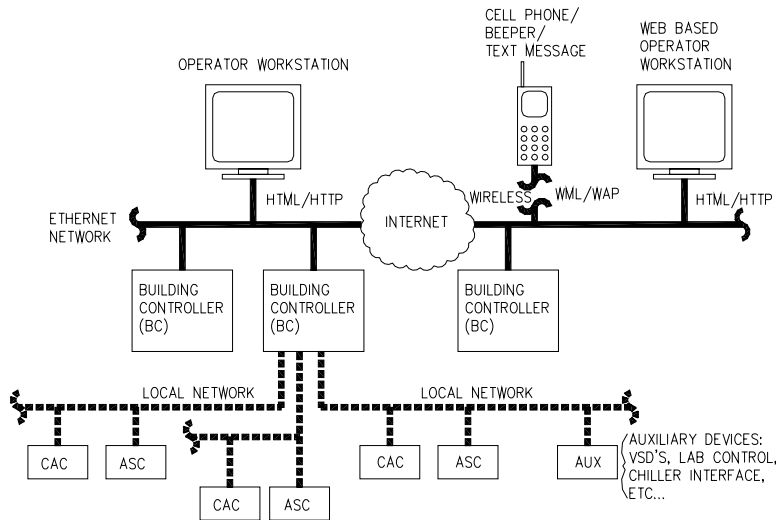 CELL PHONE/
BEEPER/
TEXT MESSAGE
WEB BASED
OPERATOR
WORKSTATION
OPERATOR WORKSTATION
HTML/HTTP
WIRELESS
WML/WAP
HTML/HTTP
ETHERNET
NETWORK
INTERNET
BUILDING
CONTROLLER
(BC)
BUILDING
CONTROLLER
(BC)
BUILDING
CONTROLLER
(BC)
LOCAL NETWORK
LOCAL NETWORK
CAC
ASC
CAC
ASC
AUX
AUXILIARY DEVICES:
VSD'S, LAB CONTROL,
CHILLER INTERFACE,
ETC...
CAC
ASC